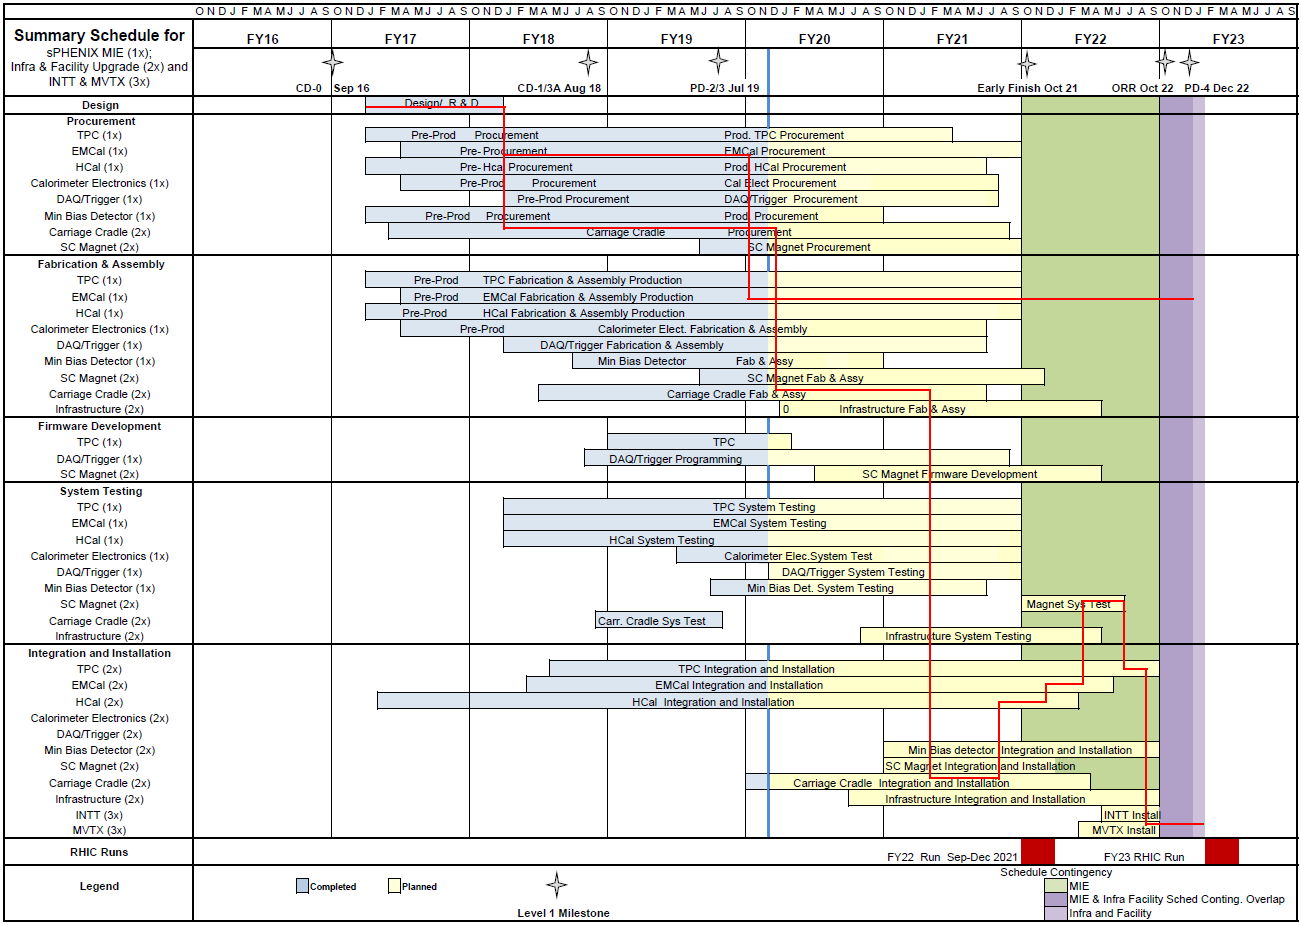 O N D J F M A M J J A S O N D J F M A M J J A S O N D J F M A M J J A S O N D J F M A M J J A S O N D J F M A M J J A S O N D J F M A M J J A S O N D J F M A M J J A S O N D J F M A M J J A S
Summary Schedule for
sPHENIX MIE (1x);
Infra & Facility Upgrade (2x) and
INTT & MVTX (3x)
FY16 FY17 FY18 FY19 FY20 FY21 FY22 FY23
CD-0 Sep 16 CD-1/3A Aug 18 PD-2/3 Jul 19 Early Finish Oct 21 ORR Oct 22 PD-4 Dec 22
Design Design/ R & D
Procurement
TPC (1x) Pre-Prod Procurement Prod. TPC Procurement
EMCal (1x) Pre- Procurement EMCal Procurement
HCal (1x) Pre- Hcal Procurement Prod. HCal Procurement
Calorimeter Electronics (1x) Pre-Prod Procurement Cal Elect Procurement
DAQ/Trigger (1x) Pre-Prod Procurement DAQ/Trigger Procurement
Min Bias Detector (1x) Pre-Prod Procurement Prod. Procurement
Carriage Cradle (2x) Carriage Cradle Procurement
SC Magnet (2x) SC Magnet Procurement
Fabrication & Assembly
TPC (1x) Pre-Prod TPC Fabrication & Assembly Production
EMCal (1x) Pre-Prod EMCal Fabrication & Assembly Production
HCal (1x) Pre-Prod HCal Fabrication & Assembly Production
Calorimeter Electronics (1x) Pre-Prod Calorimeter Elect. Fabrication & Assembly
DAQ/Trigger (1x) DAQ/Trigger Fabrication & Assembly
Min Bias Detector (1x) Min Bias Detector Fab & Assy
SC Magnet (2x) SC Magnet Fab & Assy
Carriage Cradle (2x) Carriage Cradle Fab & Assy
Infrastructure (2x) 0 Infrastructure Fab & Assy
Firmware Development
TPC (1x) TPC
DAQ/Trigger (1x) DAQ/Trigger Programming
SC Magnet (2x) SC Magnet Firmware Development
System Testing
TPC (1x) TPC System Testing
EMCal (1x) EMCal System Testing
HCal (1x) HCal System Testing
Calorimeter Electronics (1x) Calorimeter Elec.System Test
DAQ/Trigger (1x) DAQ/Trigger System Testing
Min Bias Detector (1x) Min Bias Det. System Testing
SC Magnet (2x) Magnet Sys Test
Carriage Cradle (2x) Carr. Cradle Sys Test
Infrastructure (2x) Infrastructure System Testing
Integration and Installation
TPC (2x) TPC Integration and Installation
EMCal (2x) EMCal Integration and Installation
HCal (2x) HCal Integration and Installation
Calorimeter Electronics (2x)
DAQ/Trigger (2x)
Min Bias Detector (2x) Min Bias detector Integration and Installation
SC Magnet (2x) SC Magnet Integration and Installation
Carriage Cradle (2x) Carriage Cradle Integration and Installation
Infrastructure (2x) Infrastructure Integration and Installation
INTT (3x) INTT Install
MVTX (3x) MVTX Install
RHIC Runs FY22 Run Sep-Dec 2021 FY23 RHIC Run
Legend Completed Planned
Level 1 Milestone
Schedule Contingency
MIE
MIE & Infra Facility Sched Conting. Overlap
Infra and Facility